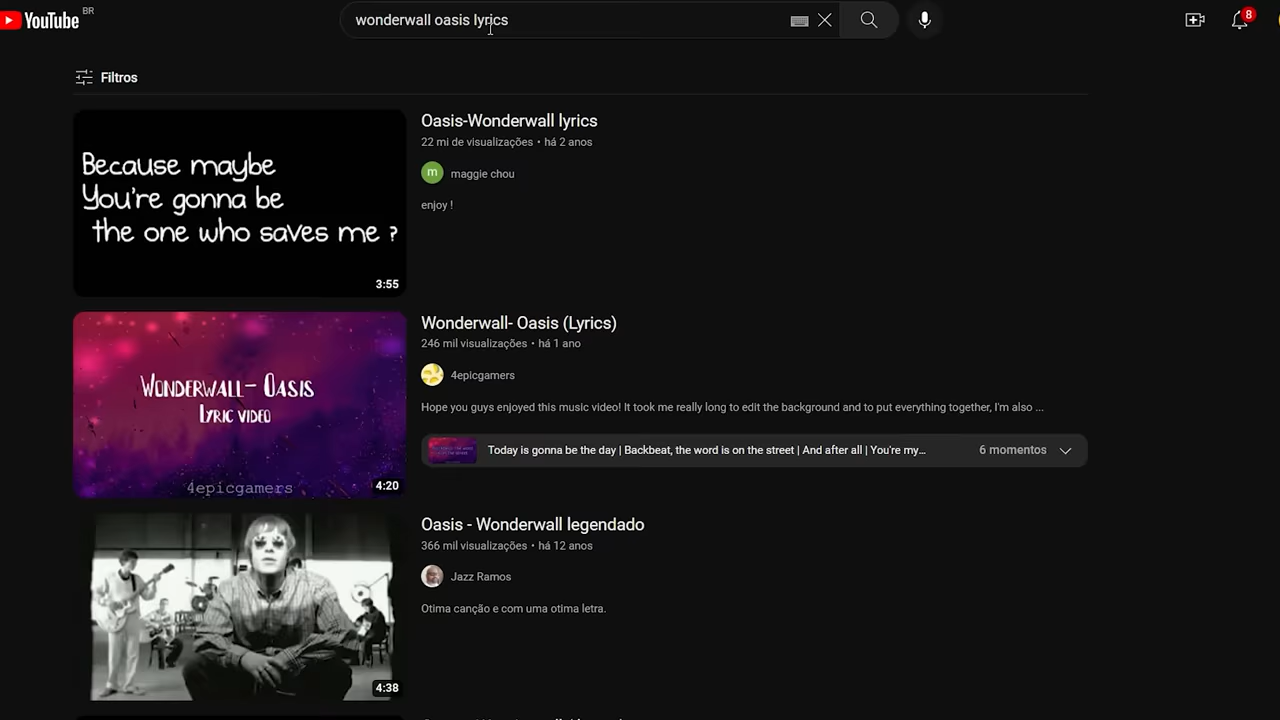 YouTube BR
wonderwall oasis lyrics
8
Filtros
Because maybe
You're gonna be
the one who saves me ?
3:55
Oasis-Wonderwall lyrics
22 mi de visualizações • há 2 anos
m maggie chou
enjoy !
WONDERWALL- OASIS
LYRIC VIDEO
4epicgamers
4:20
Wonderwall- Oasis (Lyrics)
246 mil visualizações • há 1 ano
4epicgamers
Hope you guys enjoyed this music video! It took me really long to edit the background and to put everything together, I'm also ...
Today is gonna be the day | Backbeat, the word is on the street | And after all | You're my...
6 momentos
4:38
Oasis - Wonderwall legendado
366 mil visualizações • há 12 anos
Jazz Ramos
Otima canção e com uma otima letra.